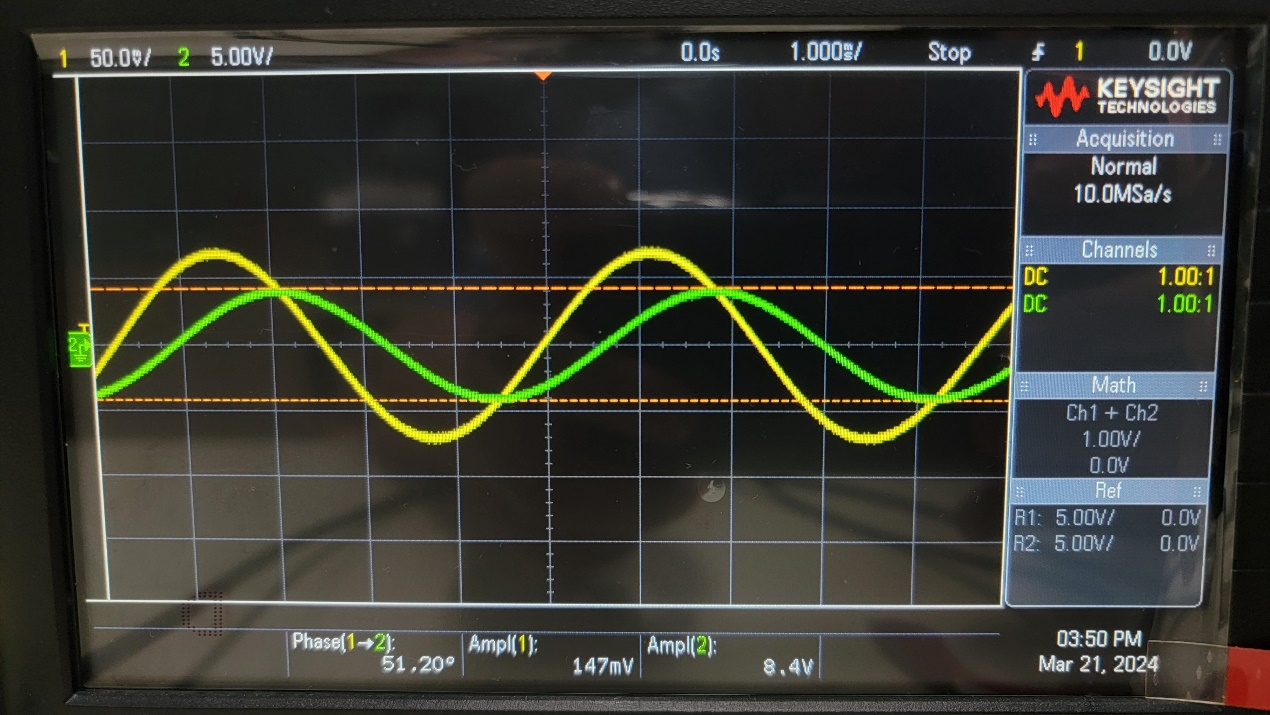 1 50.0V/ 2 5.00V/ 0.0s 1.000ms/ Stop 1 0.0V
KEYSIGHT
TECHNOLOGIES
Acquisition
Normal
10.0MSa/s
Channels
DC 1.00:1
DC 1.00:1
T
2
Math
Ch1 + Ch2
1.00V/
0.0V
Ref
R1: 5.00V/ 0.0V
R2: 5.00V/ 0.0V
Phase(1→2):
51.20°
Ampl(1):
147mV
Ampl(2):
8.4V
03:50 PM
Mar 21, 2024